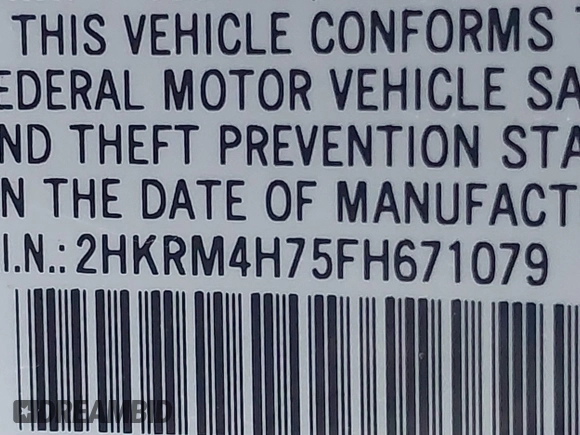 THIS VEHICLE CONFORMS
EDERAL MOTOR VEHICLE SA
ND THEFT PREVENTION STA
N THE DATE OF MANUFACT
I.N.: 2HKRM4H75FH671079
DREAMBID